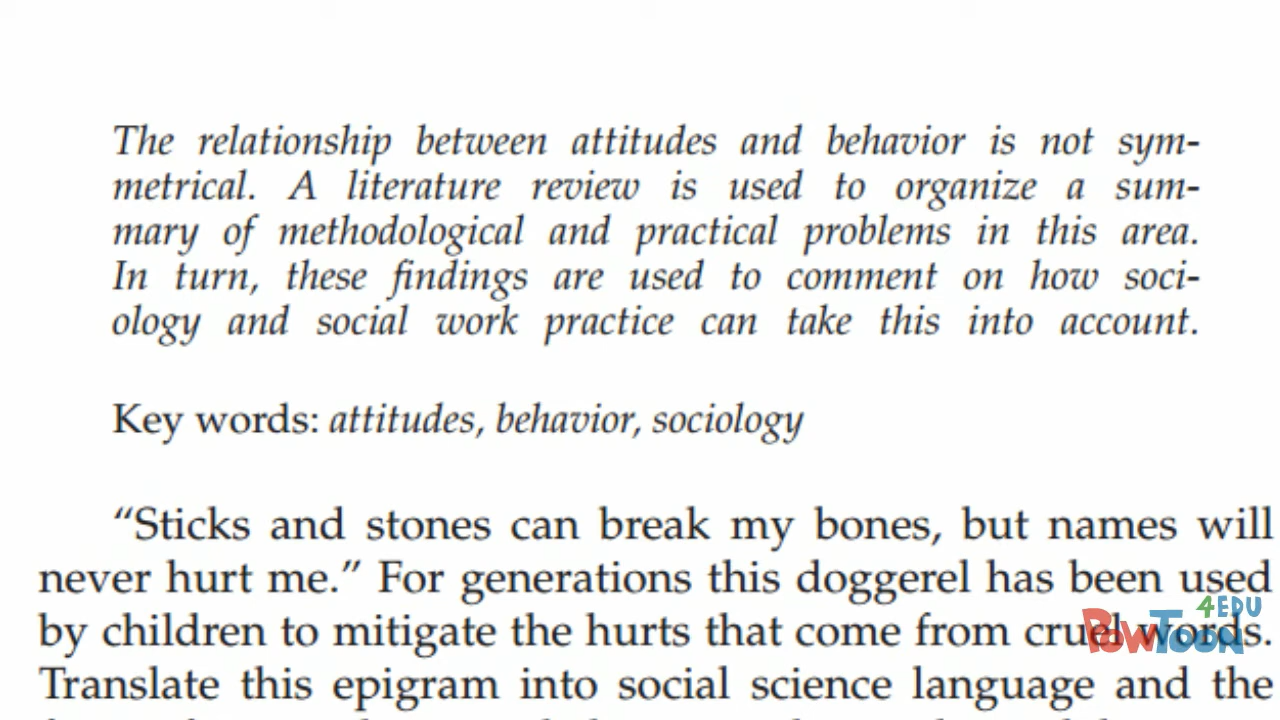 The relationship between attitudes and behavior is not sym-
metrical. A literature review is used to organize a sum-
mary of methodological and practical problems in this area.
In turn, these findings are used to comment on how soci-
ology and social work practice can take this into account.
Key words: attitudes, behavior, sociology
“Sticks and stones can break my bones, but names will
never hurt me.” For generations this doggerel has been used
by children to mitigate the hurts that come from cruel words.
Translate this epigram into social science language and the
4EDU
POWTOON